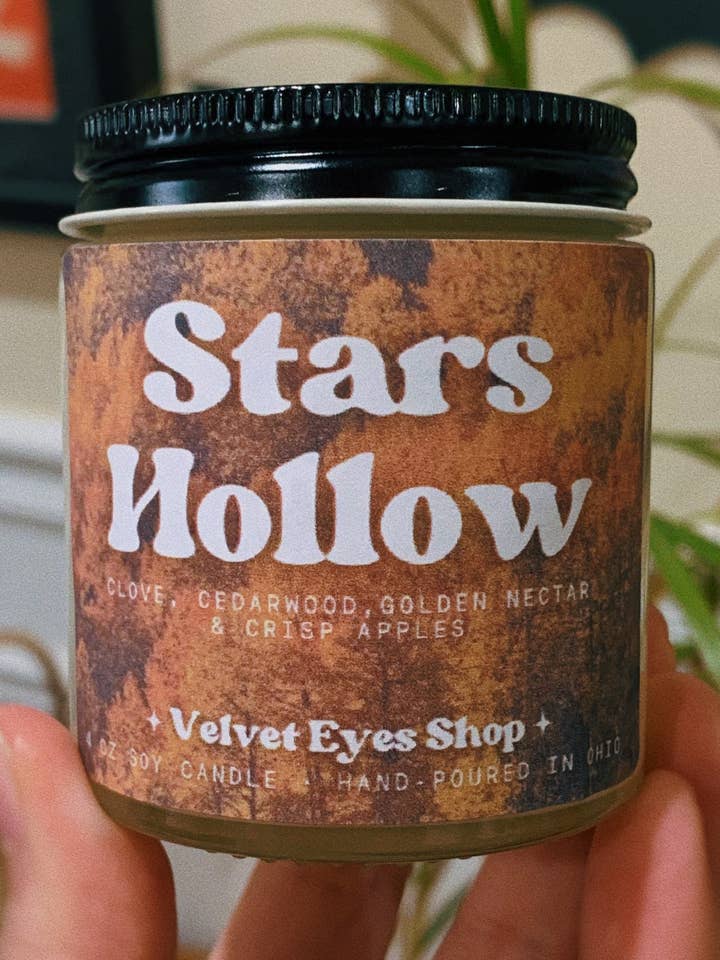 Stars
Hollow
CLOVE, CEDARWOOD,GOLDEN NECTAR
& CRISP APPLES
✦ Velvet Eyes Shop ✦
4 OZ SOY CANDLE · HAND-POURED IN OHIO